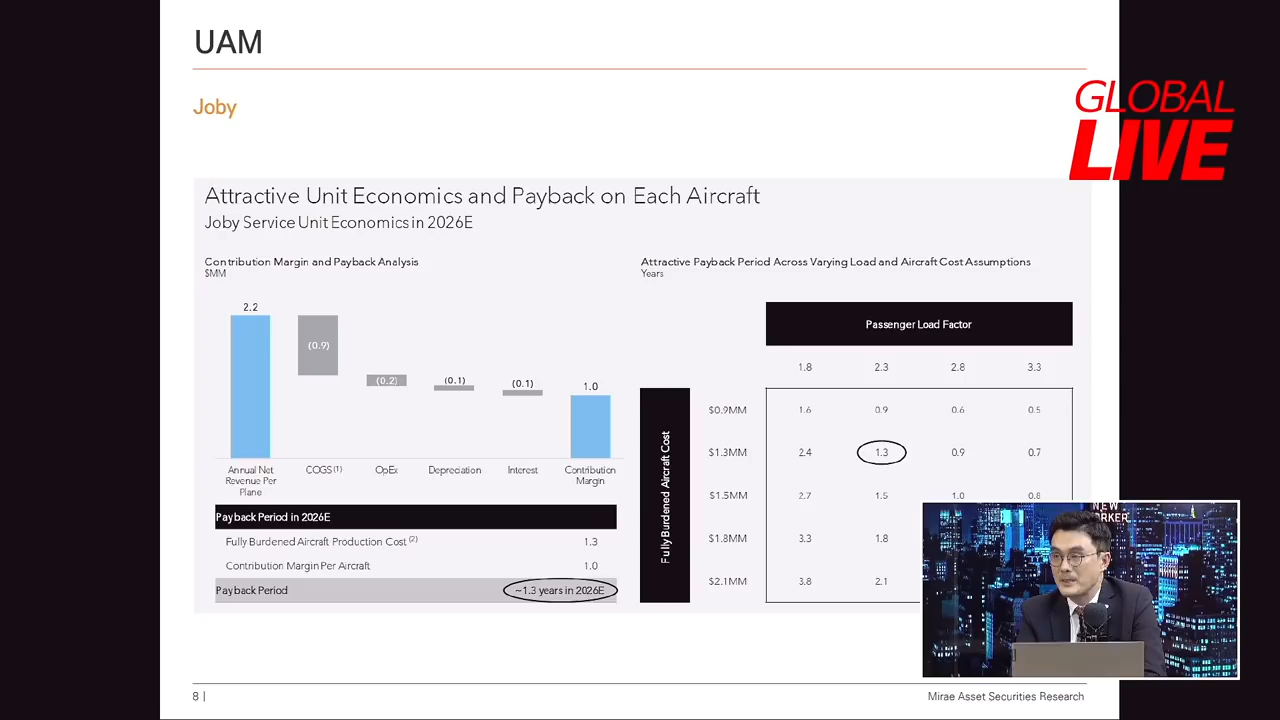 UAM
Joby
GLOBAL
LIVE
Attractive Unit Economics and Payback on Each Aircraft
Joby Service Unit Economics in 2026E
Contribution Margin and Payback Analysis
$MM
2.2
(0.9)
(0.2)
(0.1)
(0.1)
1.0
Annual Net Revenue Per Plane
COGS (1)
OpEx
Depreciation
Interest
Contribution Margin
Payback Period in 2026E
Fully Burdened Aircraft Production Cost (2) 1.3
Contribution Margin Per Aircraft 1.0
Payback Period ~1.3 years in 2026E
Attractive Payback Period Across Varying Load and Aircraft Cost Assumptions
Years
Passenger Load Factor
1.8 2.3 2.8 3.3
Fully Burdened Aircraft Cost
$0.9MM 1.6 0.9 0.6 0.5
$1.3MM 2.4 1.3 0.9 0.7
$1.5MM 2.7 1.5 1.0 0.8
$1.8MM 3.3 1.8
$2.1MM 3.8 2.1
NEW
8 |
Mirae Asset Securities Research